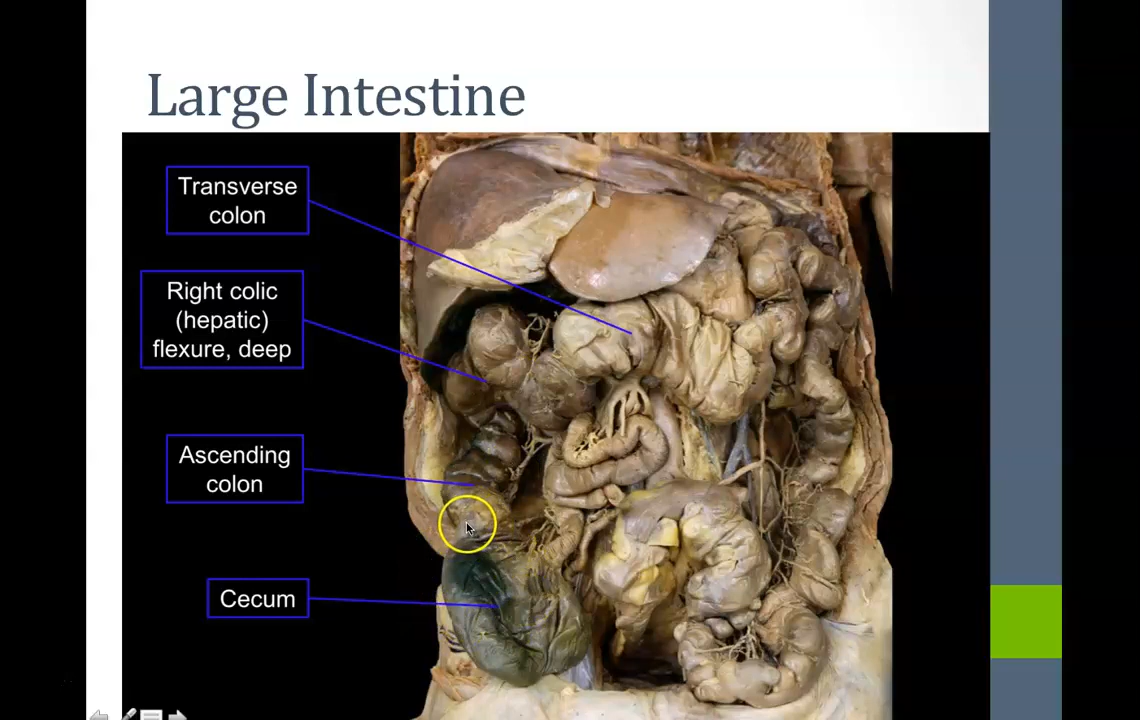 Large Intestine
Transverse
colon
Right colic
(hepatic)
flexure, deep
Ascending
colon
Cecum